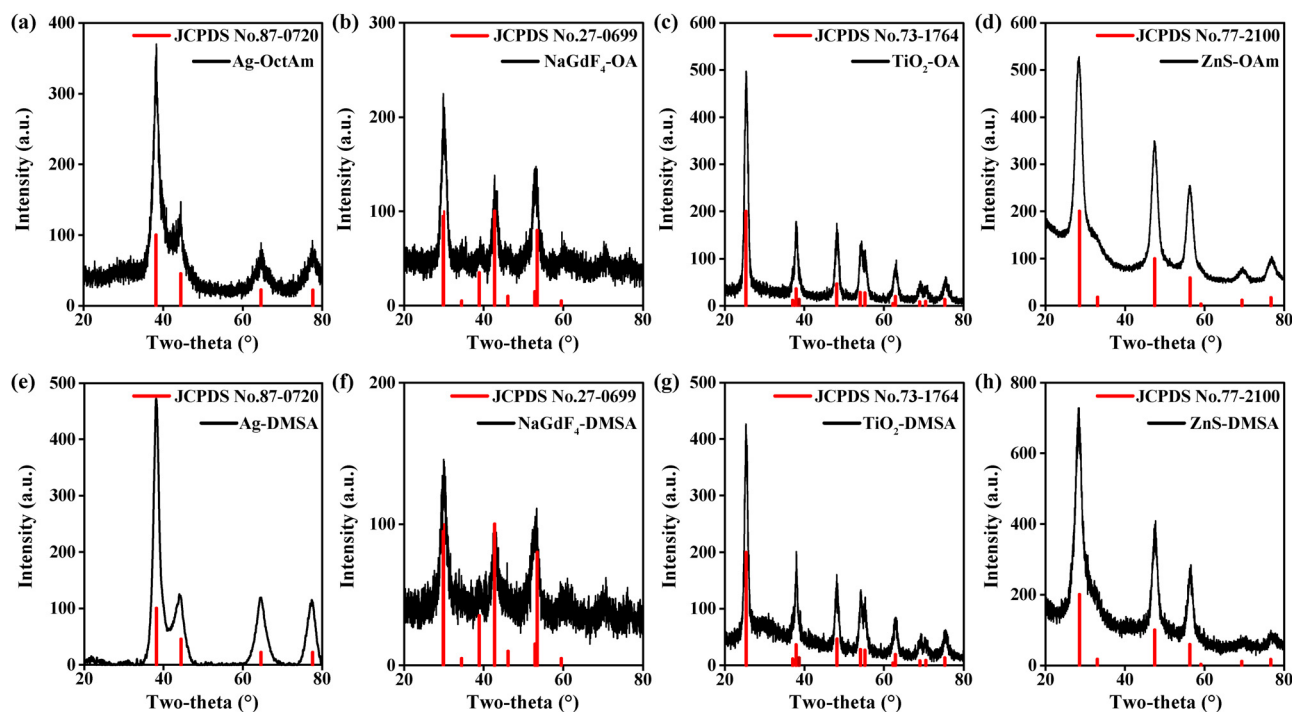 (a)
JCPDS No.87-0720
Ag-OctAm
Intensity (a.u.)
400
300
200
100
0
20 40 60 80
Two-theta (°)
(b)
JCPDS No.27-0699
NaGdF₄-OA
Intensity (a.u.)
300
200
100
0
20 40 60 80
Two-theta (°)
(c)
JCPDS No.73-1764
TiO₂-OA
Intensity (a.u.)
600
500
400
300
200
100
0
20 40 60 80
Two-theta (°)
(d)
JCPDS No.77-2100
ZnS-OAm
Intensity (a.u.)
600
500
400
300
200
100
0
20 40 60 80
Two-theta (°)
(e)
JCPDS No.87-0720
Ag-DMSA
Intensity (a.u.)
500
400
300
200
100
0
20 40 60 80
Two-theta (°)
(f)
JCPDS No.27-0699
NaGdF₄-DMSA
Intensity (a.u.)
200
100
0
20 40 60 80
Two-theta (°)
(g)
JCPDS No.73-1764
TiO₂-DMSA
Intensity (a.u.)
500
400
300
200
100
0
20 40 60 80
Two-theta (°)
(h)
JCPDS No.77-2100
ZnS-DMSA
Intensity (a.u.)
800
600
400
200
0
20 40 60 80
Two-theta (°)